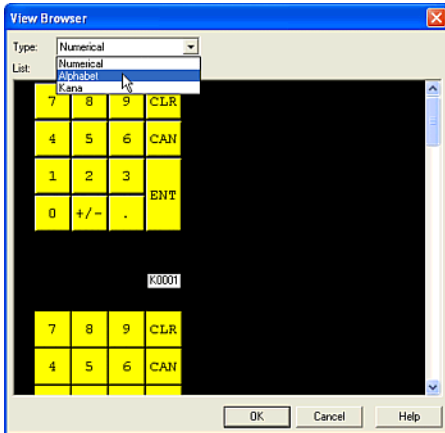 View Browser
Type: Numerical
Numerical
List: Alphabet
Kana
7 8 9 CLR
4 5 6 CAN
1 2 3
ENT
0 +/- .
K0001
7 8 9 CLR
4 5 6 CAN
OK Cancel Help